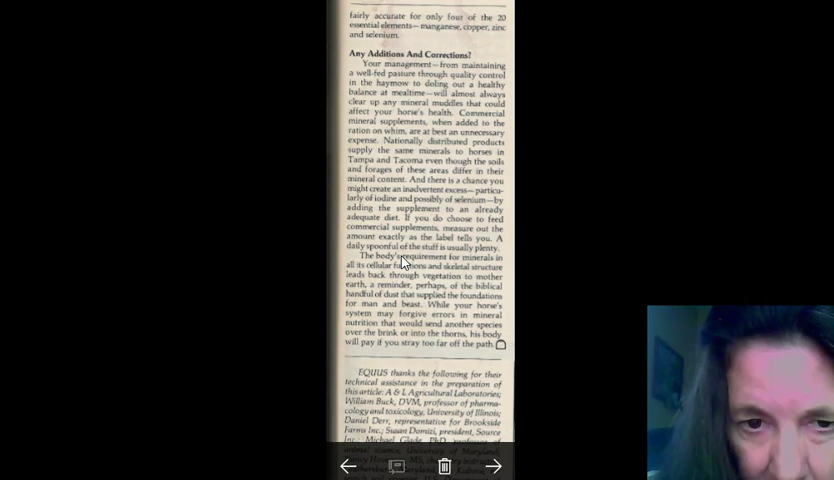 fairly accurate for only four of the 20
essential elements—manganese, copper, zinc
and selenium.
Any Additions And Corrections?
Your management—from maintaining
a well-fed pasture through quality control
in the haymow to doling out a healthy
balance at mealtime—will almost always
clear up any mineral muddles that could
affect your horse's health. Commercial
mineral supplements, when added to the
ration on whim, are at best an unnecessary
expense. Nationally distributed products
supply the same minerals to horses in
Tampa and Tacoma even though the soils
and forages of these areas differ in their
mineral content. And there is a chance you
might create an inadvertent excess—particu-
larly of iodine and possibly of selenium—by
adding the supplement to an already
adequate diet. If you do choose to feed
commercial supplements, measure out the
amount exactly as the label tells you. A
daily spoonful of the stuff is usually plenty.
The body's requirement for minerals in
all its cellular functions and skeletal structure
leads back through vegetation to mother
earth, a reminder, perhaps, of the biblical
handful of dust that supplied the foundations
for man and beast. While your horse's
system may forgive errors in mineral
nutrition that would send another species
over the brink or into the thorns, his body
will pay if you stray too far off the path.
EQUUS thanks the following for their
technical assistance in the preparation of
this article: A & L Agricultural Laboratories;
William Buck, DVM, professor of pharma-
cology and toxicology, University of Illinois;
Daniel Derr, representative for Brookside
Farms Inc.; Susan Domizi, president, Source
Inc.; Michael Glade, PhD, professor of
animal science, University of Maryland;